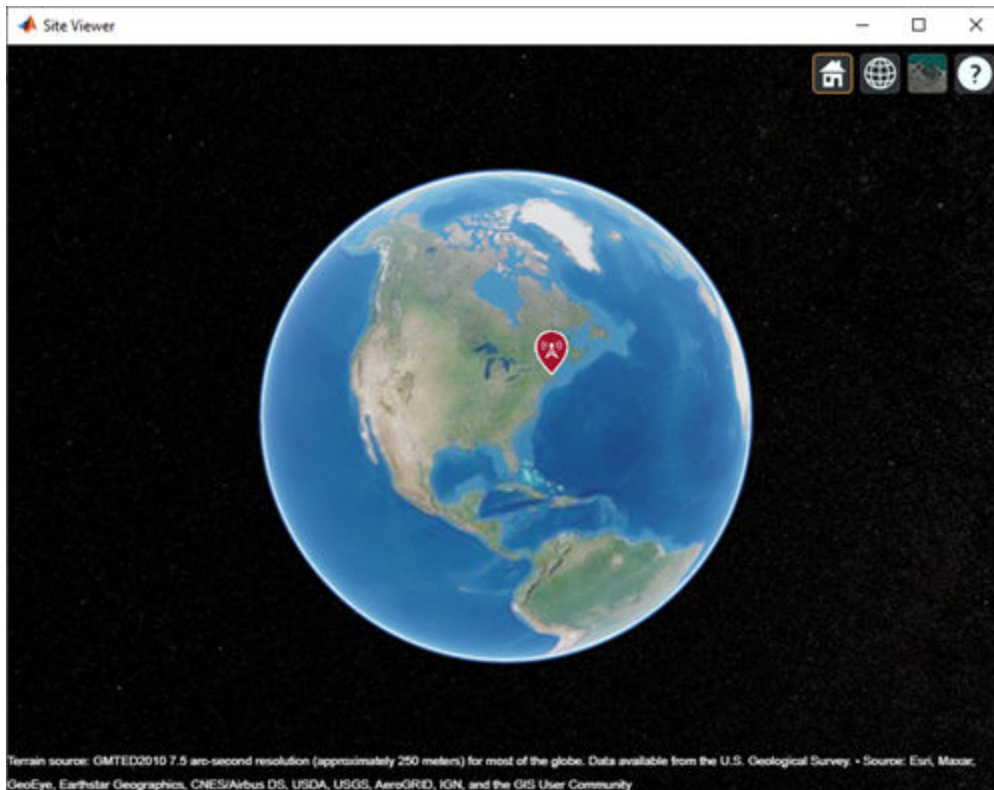 Site Viewer
?
Terrain source: GMTED2010 7.5 arc-second resolution (approximately 250 meters) for most of the globe. Data available from the U.S. Geological Survey. • Source: Esri, Maxar,
GeoEye, Earthstar Geographics, CNES/Airbus DS, USDA, USGS, AeroGRID, IGN, and the GIS User Community